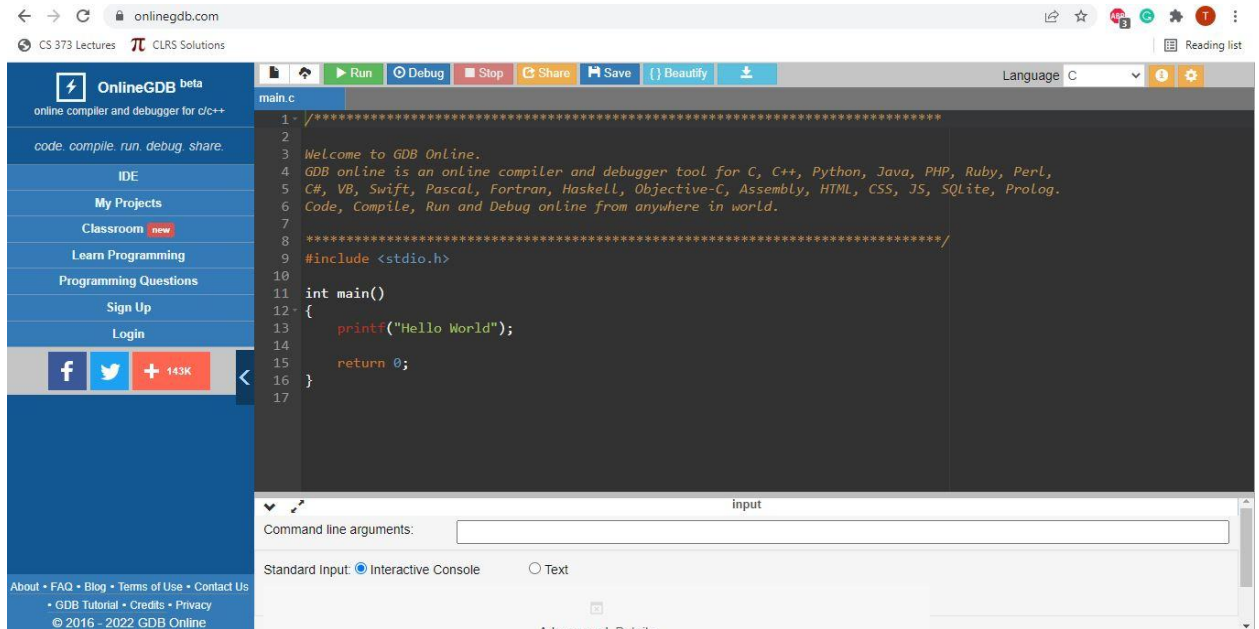 onlinegdb.com
ABP
3
G
T
CS 373 Lectures
CLRS Solutions
Reading list
OnlineGDB beta
online compiler and debugger for c/c++
code. compile. run. debug. share.
IDE
My Projects
Classroom new
Learn Programming
Programming Questions
Sign Up
Login
f
+ 143K
Run
Debug
Stop
Share
Save
{ } Beautify
Language C
main.c
1 /******************************************************************************
2
3 Welcome to GDB Online.
4 GDB online is an online compiler and debugger tool for C, C++, Python, Java, PHP, Ruby, Perl,
5 C#, VB, Swift, Pascal, Fortran, Haskell, Objective-C, Assembly, HTML, CSS, JS, SQLite, Prolog.
6 Code, Compile, Run and Debug online from anywhere in world.
7
8 *******************************************************************************/
9 #include <stdio.h>
10
11 int main()
12 {
13     printf("Hello World");
14
15     return 0;
16 }
17
input
Command line arguments:
Standard Input: Interactive Console Text
About • FAQ • Blog • Terms of Use • Contact Us
• GDB Tutorial • Credits • Privacy
© 2016 - 2022 GDB Online